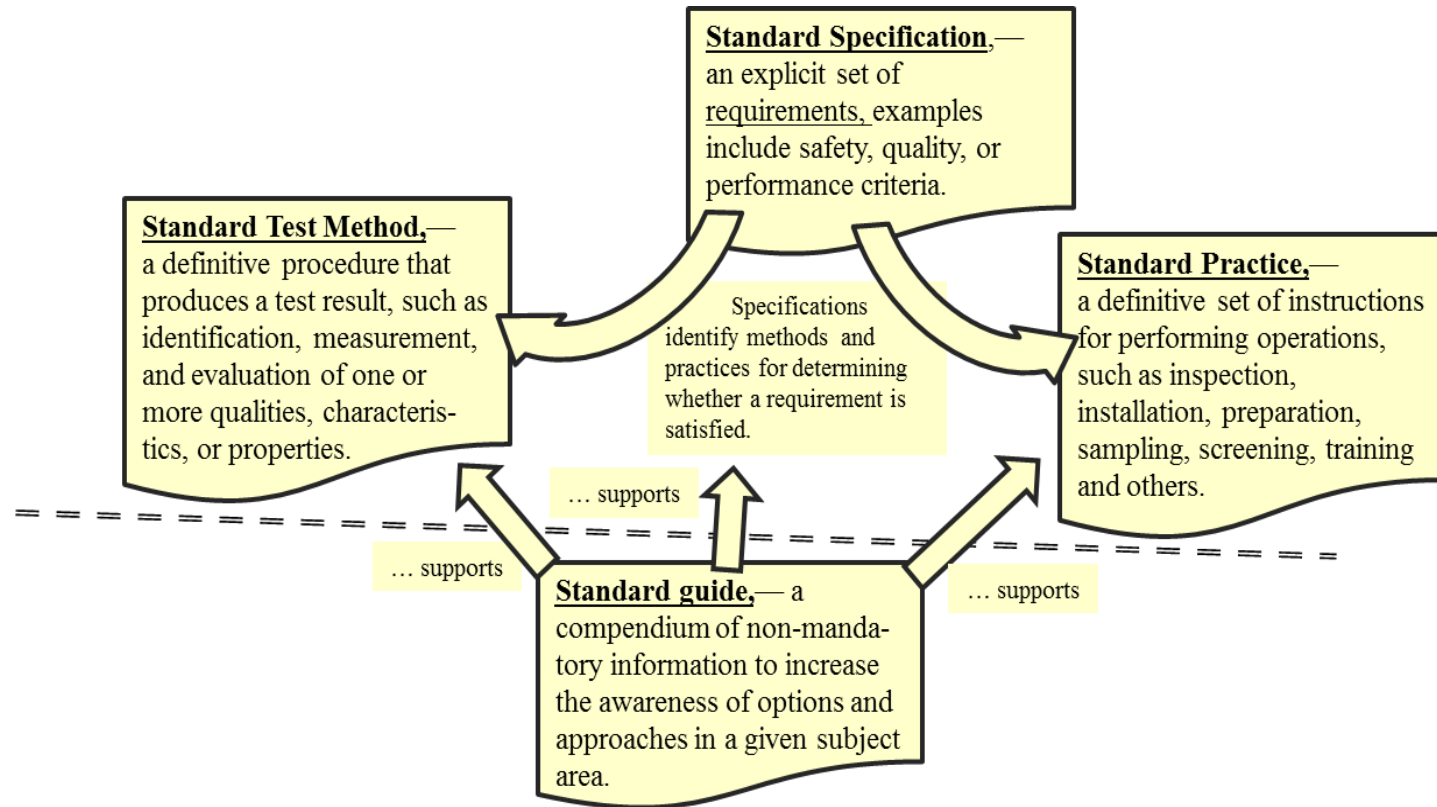 Standard Specification,—
an explicit set of
requirements, examples
include safety, quality, or
performance criteria.
Standard Test Method,—
a definitive procedure that
produces a test result, such as
identification, measurement,
and evaluation of one or
more qualities, characteris-
tics, or properties.
Standard Practice,—
a definitive set of instructions
for performing operations,
such as inspection,
installation, preparation,
sampling, screening, training
and others.
Specifications
identify methods and
practices for determining
whether a requirement is
satisfied.
… supports
… supports
… supports
Standard guide,— a
compendium of non-manda-
tory information to increase
the awareness of options and
approaches in a given subject
area.